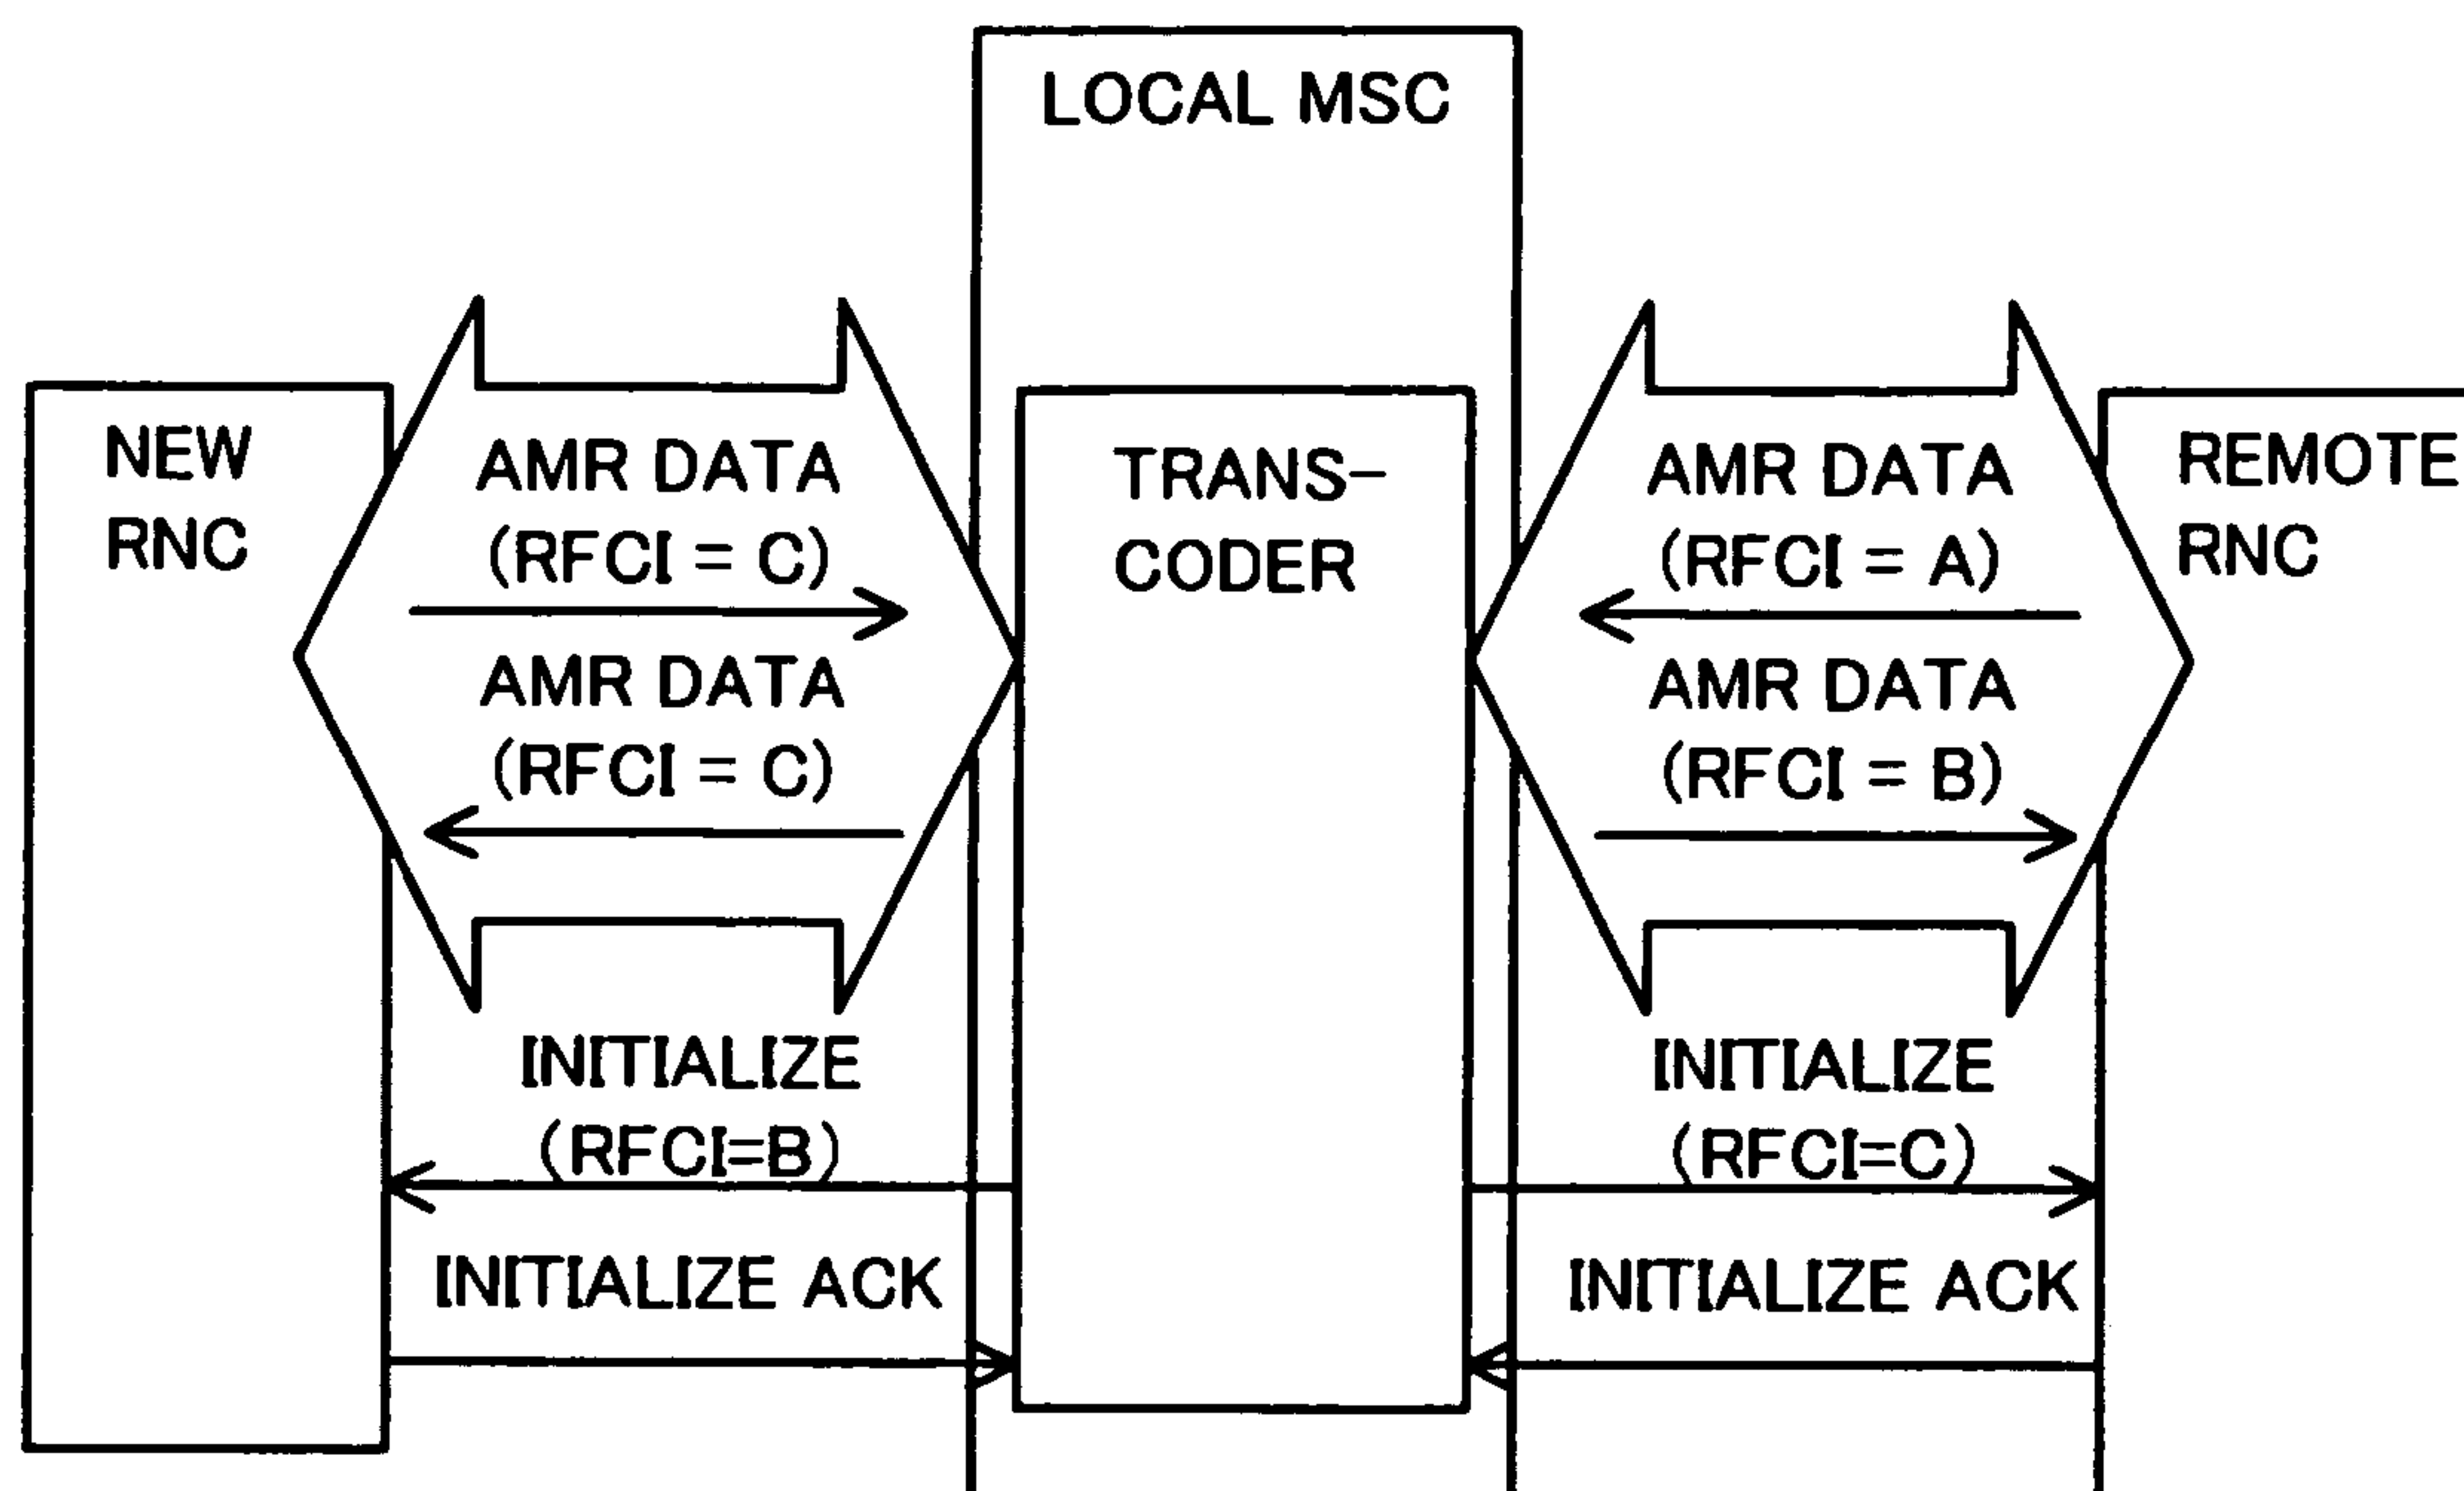 LOCAL MSC
NEW
RNC
AMR DATA
(RFCI = C)
AMR DATA
(RFCI = C)
TRANS-
CODER
AMR DATA
(RFCI = A)
AMR DATA
(RFCI = B)
REMOTE
RNC
INITIALIZE
(RFCI=B)
INITIALIZE ACK
INITIALIZE
(RFCI=C)
INITIALIZE ACK